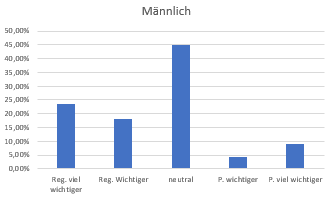 Männlich
50,00%
45,00%
40,00%
35,00%
30,00%
25,00%
20,00%
15,00%
10,00%
5,00%
0,00%
Reg. viel wichtiger
Reg. Wichtiger
neutral
P. wichtiger
P. viel wichtiger